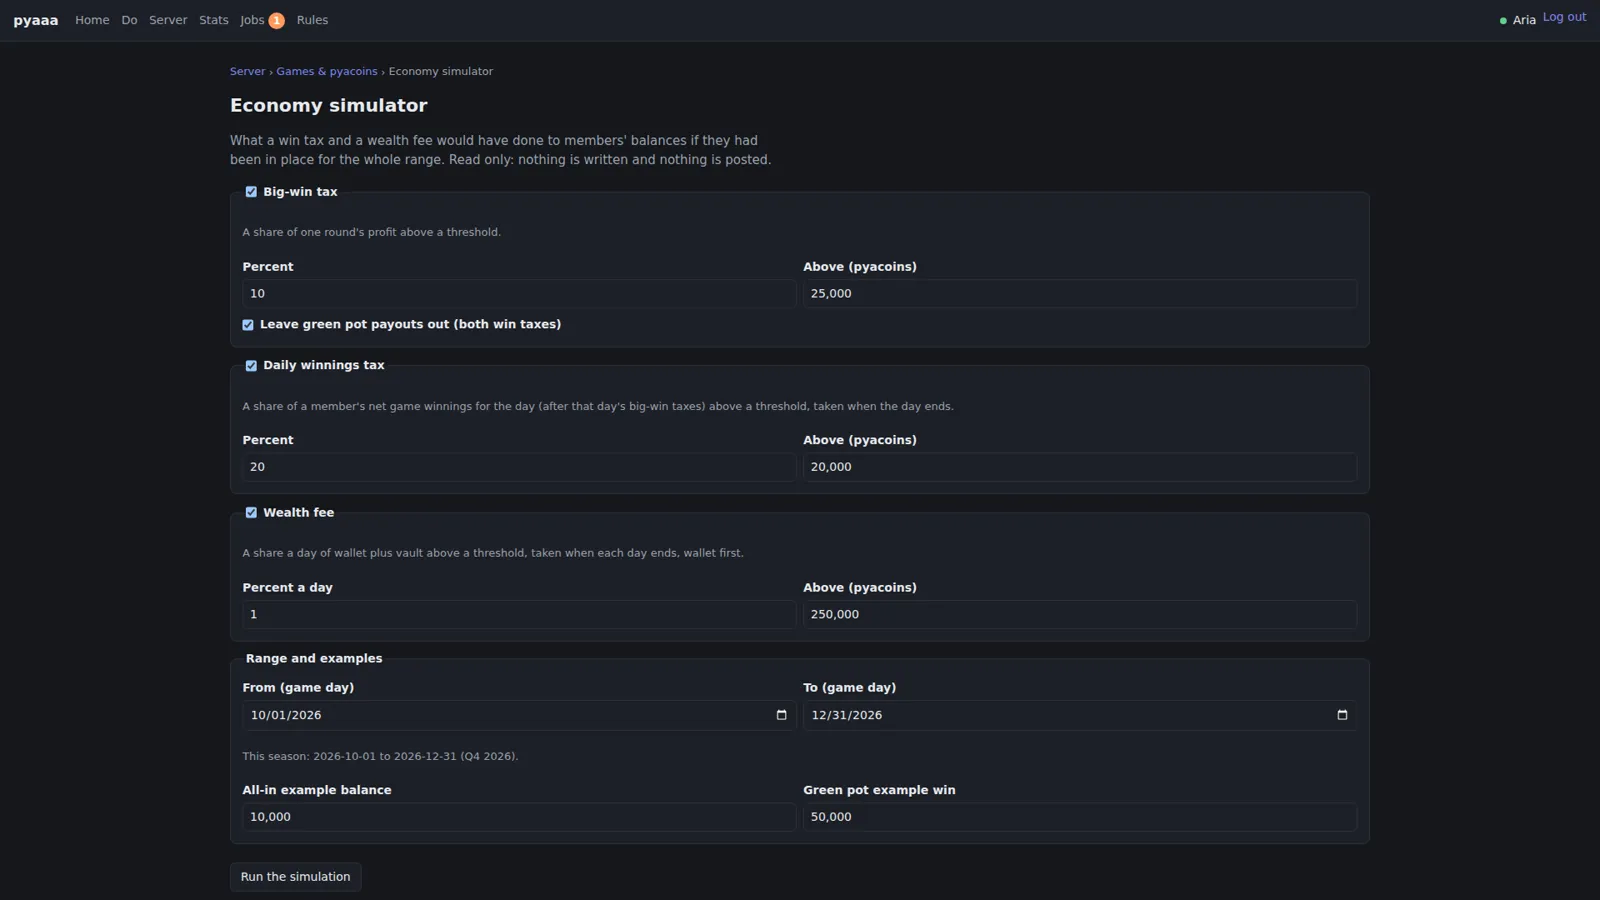 pyaaa Home Do Server Stats Jobs 1 Rules Aria Log out
Server › Games & pyacoins › Economy simulator
Economy simulator
What a win tax and a wealth fee would have done to members' balances if they had
been in place for the whole range. Read only: nothing is written and nothing is posted.
Big-win tax
A share of one round's profit above a threshold.
Percent Above (pyacoins)
10 25,000
Leave green pot payouts out (both win taxes)
Daily winnings tax
A share of a member's net game winnings for the day (after that day's big-win taxes) above a threshold, taken when the day ends.
Percent Above (pyacoins)
20 20,000
Wealth fee
A share a day of wallet plus vault above a threshold, taken when each day ends, wallet first.
Percent a day Above (pyacoins)
1 250,000
Range and examples
From (game day) To (game day)
10/01/2026 12/31/2026
This season: 2026-10-01 to 2026-12-31 (Q4 2026).
All-in example balance Green pot example win
10,000 50,000
Run the simulation